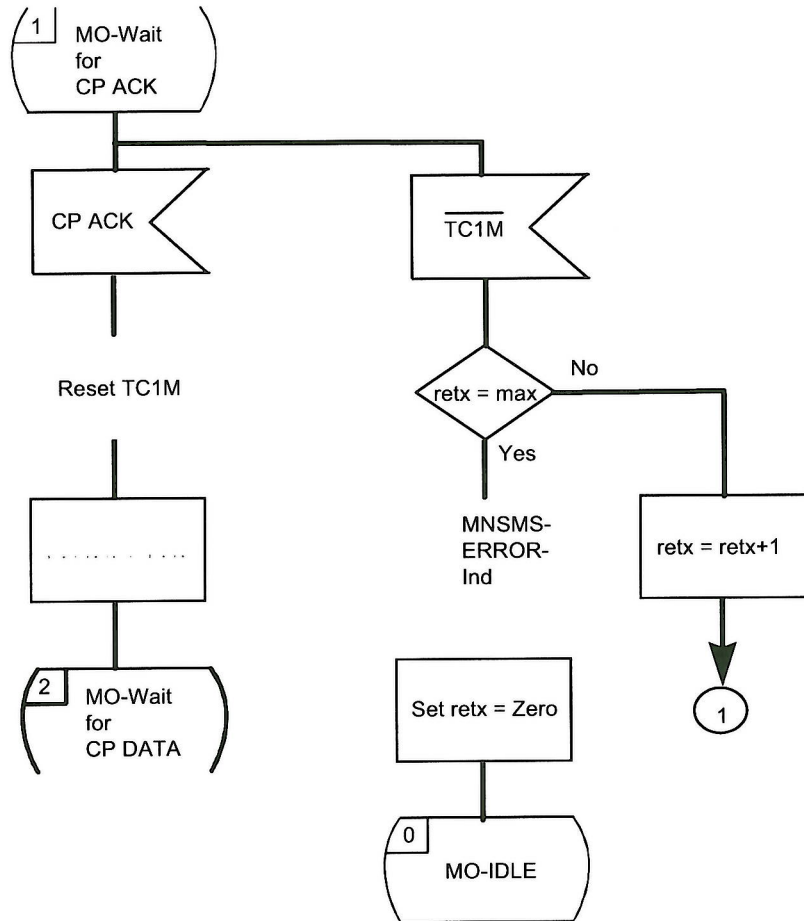 1
MO-Wait
for
CP ACK
CP ACK
TC1M
Reset TC1M
retx = max
No
Yes
MNSMS-
ERROR-
Ind
retx = retx+1
2
MO-Wait
for
CP DATA
Set retx = Zero
1
0
MO-IDLE